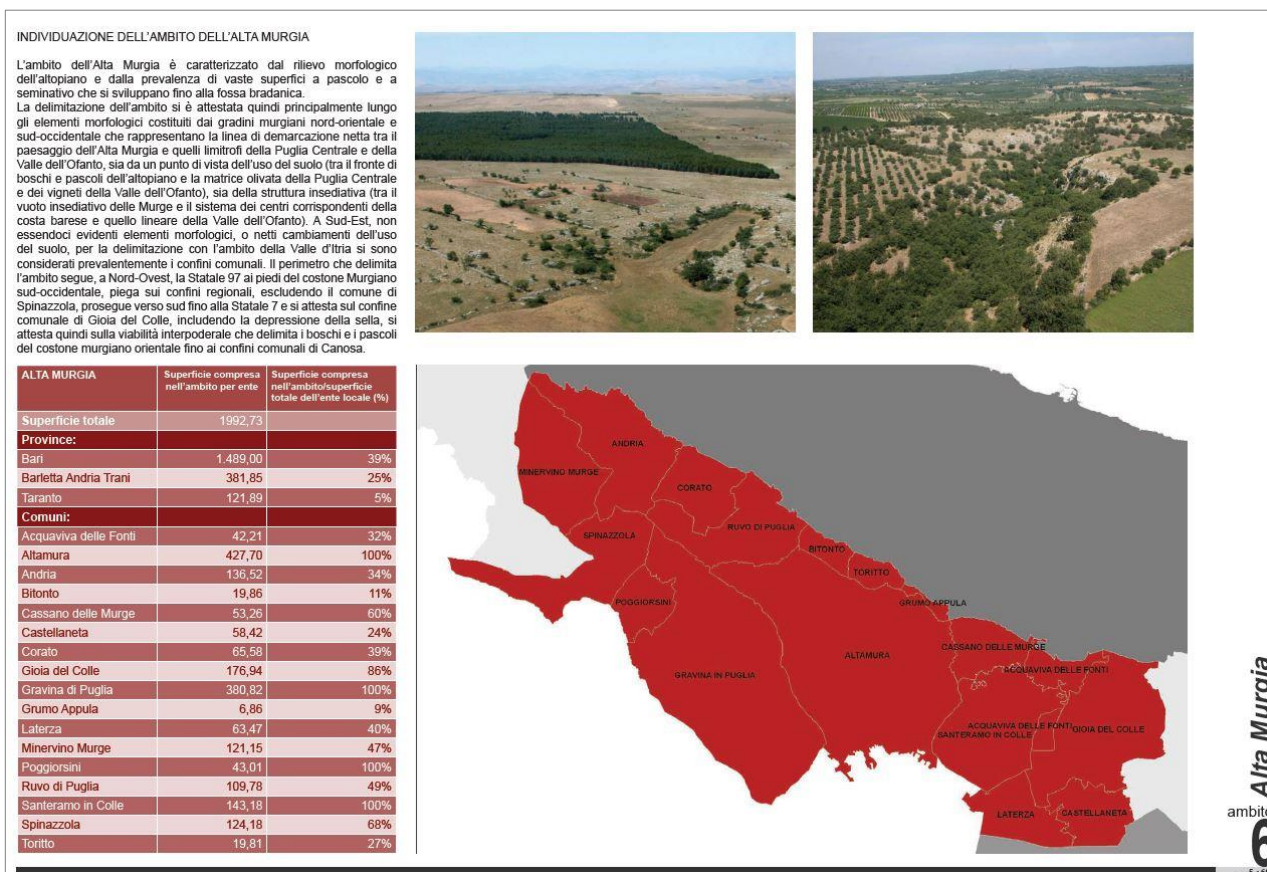 INDIVIDUAZIONE DELL'AMBITO DELL'ALTA MURGIA
L'ambito dell'Alta Murgia è caratterizzato dal rilievo morfologico
dell'altopiano e dalla prevalenza di vaste superfici a pascolo e a
seminativo che si sviluppano fino alla fossa bradanica.
La delimitazione dell'ambito si è attestata quindi principalmente lungo
gli elementi morfologici costituiti dai gradini murgiani nord-orientale e
sud-occidentale che rappresentano la linea di demarcazione netta tra il
paesaggio dell'Alta Murgia e quelli limitrofi della Puglia Centrale e della
Valle dell'Ofanto, sia da un punto di vista dell'uso del suolo (tra il fronte di
boschi e pascoli dell'altopiano e la matrice olivata della Puglia Centrale
e dei vigneti della Valle dell'Ofanto), sia della struttura insediativa (tra il
vuoto insediativo delle Murge e il sistema dei centri corrispondenti della
costa barese e quello lineare della Valle dell'Ofanto). A Sud-Est, non
essendoci evidenti elementi morfologici, o netti cambiamenti dell'uso
del suolo, per la delimitazione con l'ambito della Valle d'Itria si sono
considerati prevalentemente i confini comunali. Il perimetro che delimita
l'ambito segue, a Nord-Ovest, la Statale 97 ai piedi del costone Murgiano
sud-occidentale, piega sui confini regionali, escludendo il comune di
Spinazzola, prosegue verso sud fino alla Statale 7 e si attesta sul confine
comunale di Gioia del Colle, includendo la depressione della sella, si
attesta quindi sulla viabilità interpoderale che delimita i boschi e i pascoli
del costone murgiano orientale fino ai confini comunali di Canosa.
ALTA MURGIA Superficie compresa nell'ambito per ente Superficie compresa nell'ambito/superficie totale dell'ente locale (%)
Superficie totale 1992,73
Province:
Bari 1.489,00 39%
Barletta Andria Trani 381,85 25%
Taranto 121,89 5%
Comuni:
Acquaviva delle Fonti 42,21 32%
Altamura 427,70 100%
Andria 136,52 34%
Bitonto 19,86 11%
Cassano delle Murge 53,26 60%
Castellaneta 58,42 24%
Corato 65,58 39%
Gioia del Colle 176,94 86%
Gravina di Puglia 380,82 100%
Grumo Appula 6,86 9%
Laterza 63,47 40%
Minervino Murge 121,15 47%
Poggiorsini 43,01 100%
Ruvo di Puglia 109,78 49%
Santeramo in Colle 143,18 100%
Spinazzola 124,18 68%
Toritto 19,81 27%
ANDRIA
MINERVINO MURGE
CORATO
RUVO DI PUGLIA
SPINAZZOLA
BITONTO
TORITTO
POGGIORSINI
GRUMO APPULA
CASSANO DELLE MURGE
ALTAMURA
ACQUAVIVA DELLE FONTI
GRAVINA IN PUGLIA
ACQUAVIVA DELLE FONTI
GIOIA DEL COLLE
SANTERAMO IN COLLE
LATERZA
CASTELLANETA
Alta Murgia
ambito
6